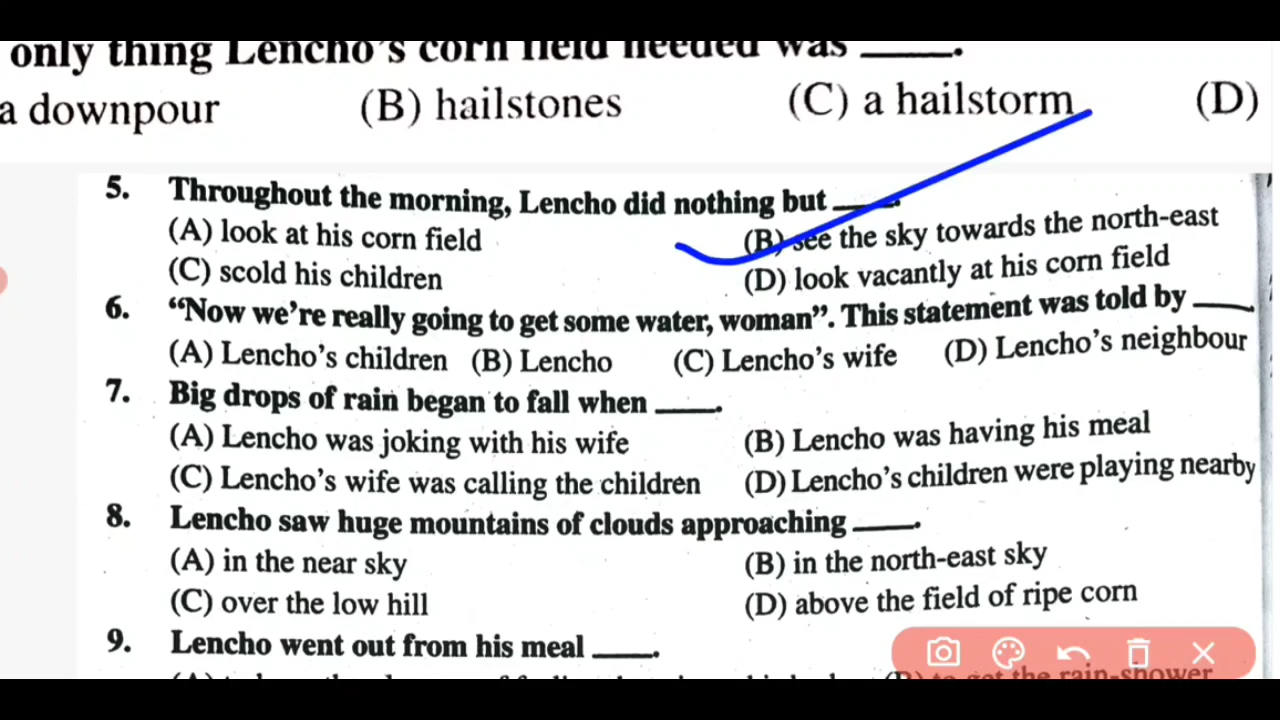 only thing Lencho's corn field needed was ____.
a downpour (B) hailstones (C) a hailstorm (D)
5. Throughout the morning, Lencho did nothing but ____.
(A) look at his corn field (B) see the sky towards the north-east
(C) scold his children (D) look vacantly at his corn field
6. “Now we're really going to get some water, woman”. This statement was told by ____.
(A) Lencho's children (B) Lencho (C) Lencho's wife (D) Lencho's neighbour
7. Big drops of rain began to fall when ____.
(A) Lencho was joking with his wife (B) Lencho was having his meal
(C) Lencho's wife was calling the children (D) Lencho's children were playing nearby
8. Lencho saw huge mountains of clouds approaching ____.
(A) in the near sky (B) in the north-east sky
(C) over the low hill (D) above the field of ripe corn
9. Lencho went out from his meal ____.
to get the rain-shower